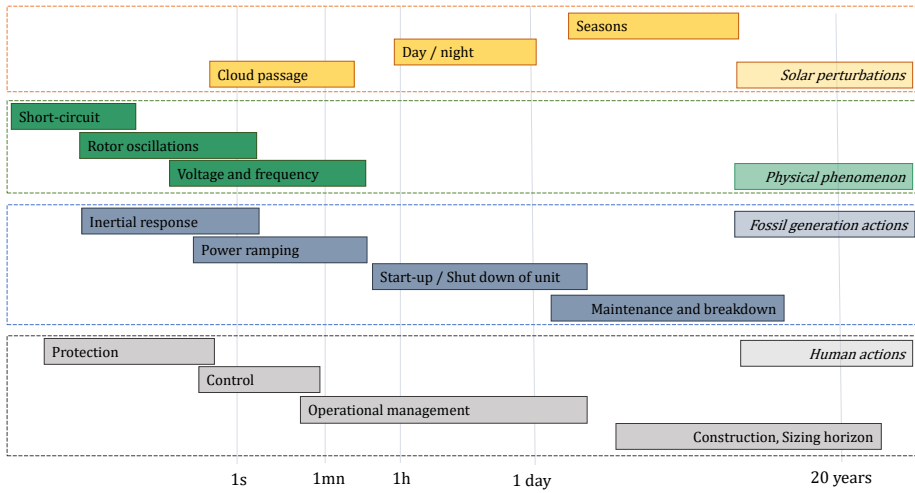 Seasons
Day / night
Cloud passage
Solar perturbations
Short-circuit
Rotor oscillations
Voltage and frequency
Physical phenomenon
Inertial response
Fossil generation actions
Power ramping
Start-up / Shut down of unit
Maintenance and breakdown
Protection
Human actions
Control
Operational management
Construction, Sizing horizon
1s
1mn
1h
1 day
20 years